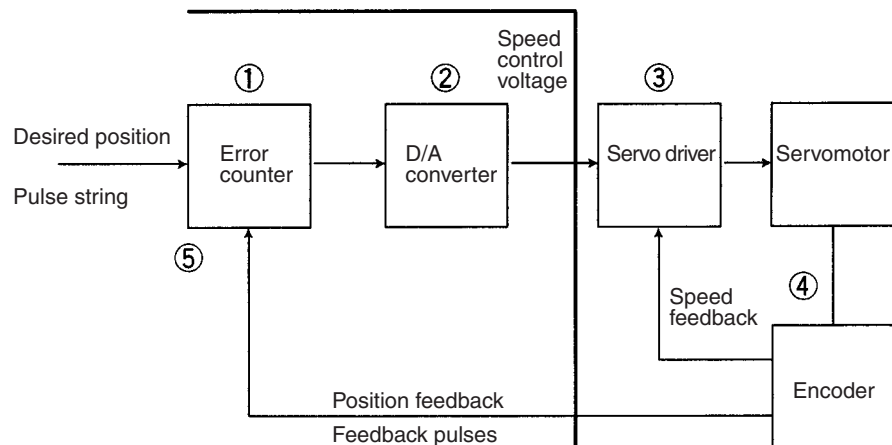 Speed
control
voltage
①
②
③
Desired position
Pulse string
Error
counter
D/A
converter
Servo driver
Servomotor
⑤
④
Speed
feedback
Encoder
Position feedback
Feedback pulses